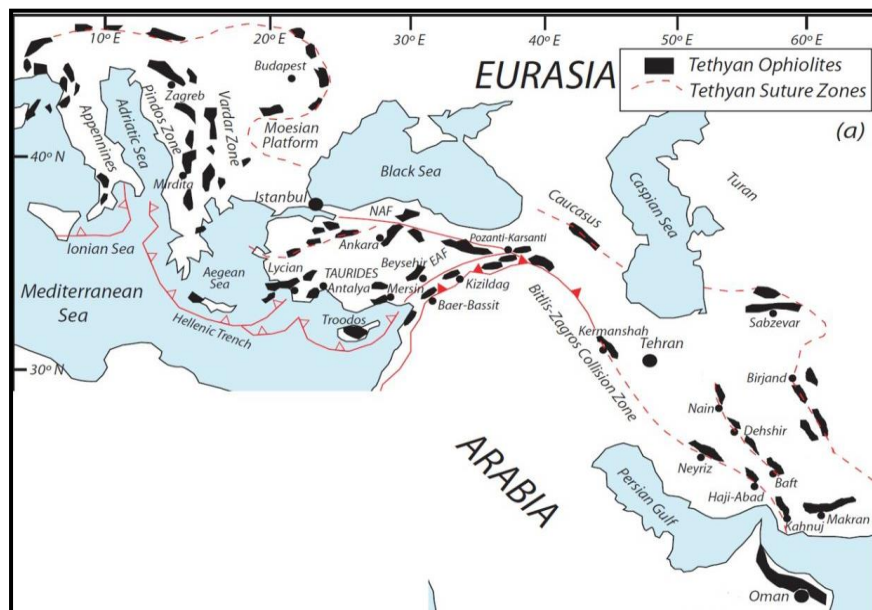 10° E
20° E
30° E
40° E
50° E
60° E
40° N
30° N
EURASIA
Tethyan Ophiolites
Tethyan Suture Zones
(a)
Budapest
Zagreb
Appennines
Adriatic Sea
Pindos Zone
Vardar Zone
Moesian
Platform
Mirdita
Istanbul
Black Sea
Caspian Sea
Turan
Caucasus
NAF
Ankara
Pozanti-Karsanti
Ionian Sea
Aegean
Sea
Lycian
TAURIDES
Antalya
Beysehir
EAF
Mersin
Kizildag
Baer-Bassit
Mediterranean
Sea
Hellenic Trench
Troodos
Bitlis-Zagros Collision Zone
Kermanshah
Tehran
Sabzevar
Birjand
Nain
Dehshir
Neyriz
Baft
Haji-Abad
Kahnuj
Makran
ARABIA
Persian Gulf
Oman